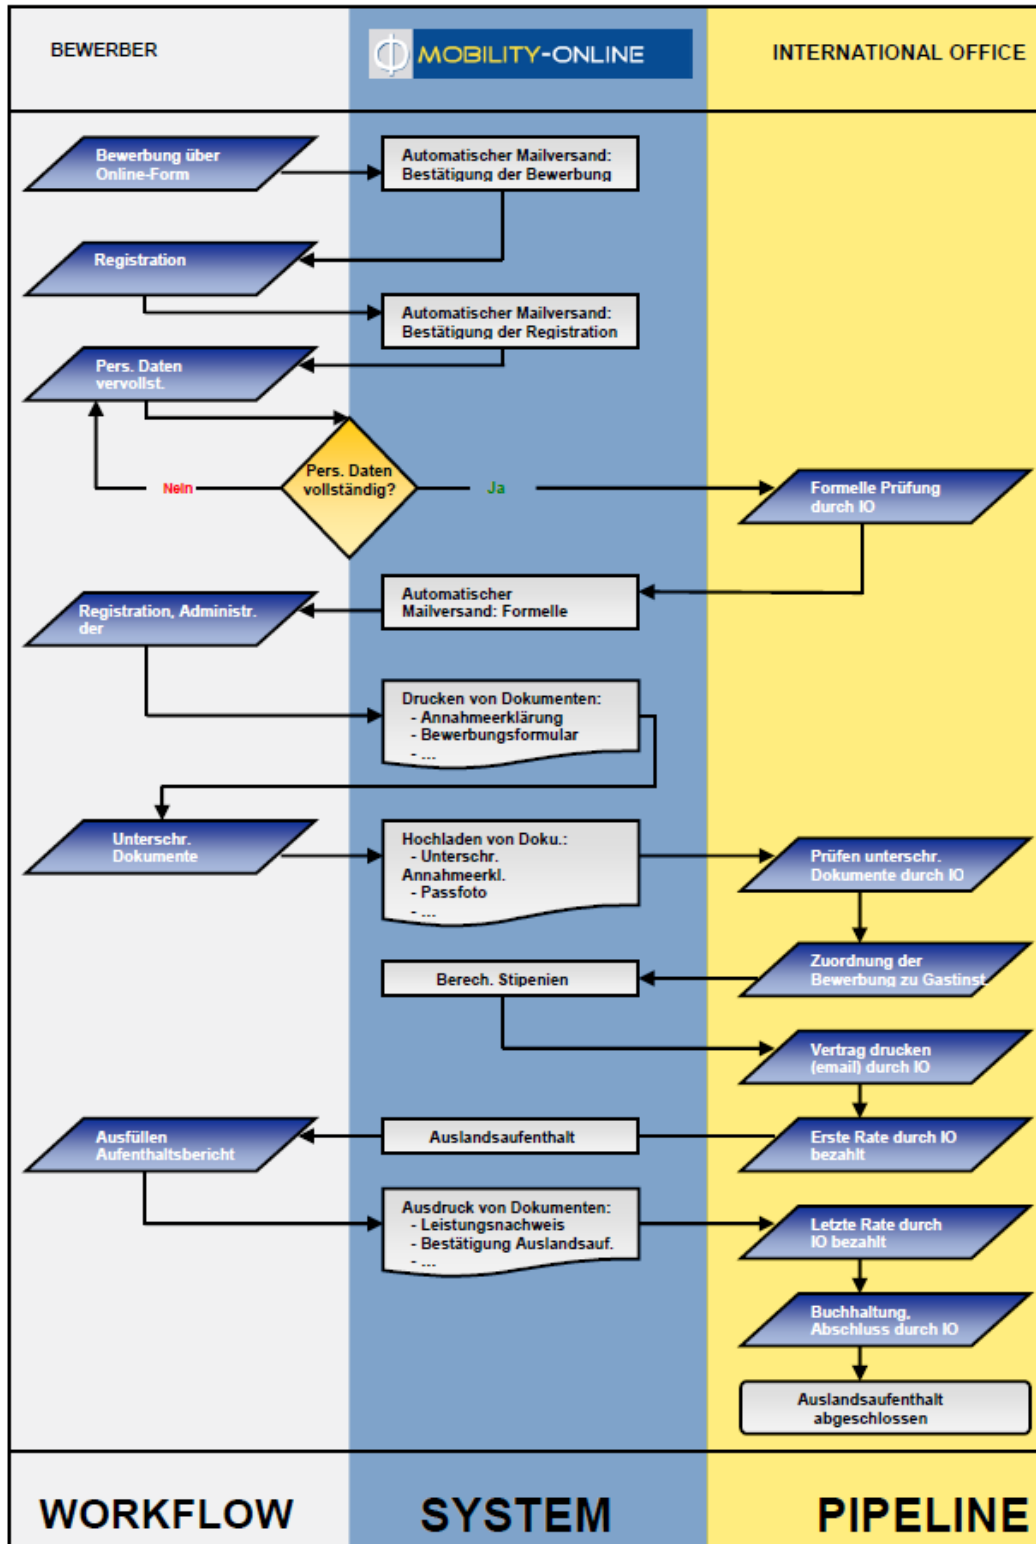 BEWERBER
MOBILITY-ONLINE
INTERNATIONAL OFFICE
Bewerbung über
Online-Form
Automatischer Mailversand:
Bestätigung der Bewerbung
Registration
Automatischer Mailversand:
Bestätigung der Registration
Pers. Daten
vervollst.
Pers. Daten
vollständig?
Nein
Ja
Formelle Prüfung
durch IO
Automatischer
Mailversand: Formelle
Registration, Administr.
der
Drucken von Dokumenten:
- Annahmeerklärung
- Bewerbungsformular
- ...
Unterschr.
Dokumente
Hochladen von Doku.:
- Unterschr.
Annahmeerkl.
- Passfoto
- ...
Prüfen unterschr.
Dokumente durch IO
Zuordnung der
Bewerbung zu Gastinst.
Berech. Stipenien
Vertrag drucken
(email) durch IO
Erste Rate durch IO
bezahlt
Auslandsaufenthalt
Ausfüllen
Aufenthaltsbericht
Ausdruck von Dokumenten:
- Leistungsnachweis
- Bestätigung Auslandsauf.
- ...
Letzte Rate durch
IO bezahlt
Buchhaltung,
Abschluss durch IO
Auslandsaufenthalt
abgeschlossen
WORKFLOW
SYSTEM
PIPELINE